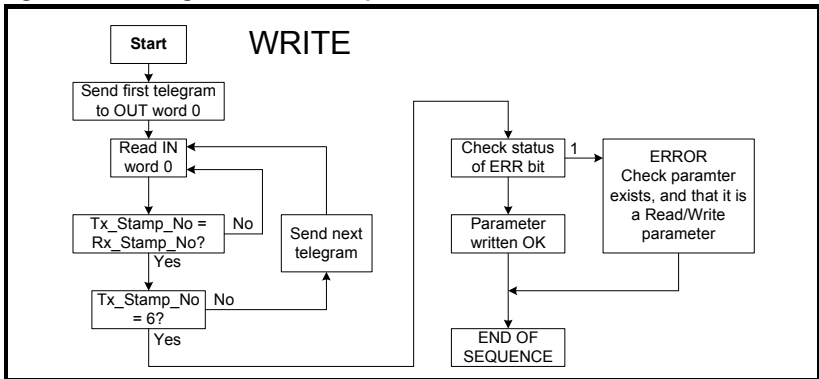 WRITE
Start
Send first telegram
to OUT word 0
Read IN
word 0
Tx_Stamp_No =
Rx_Stamp_No?
No
Yes
Send next
telegram
Tx_Stamp_No
= 6?
No
Yes
Check status
of ERR bit
1
ERROR
Check paramter
exists, and that it is
a Read/Write
parameter
Parameter
written OK
END OF
SEQUENCE